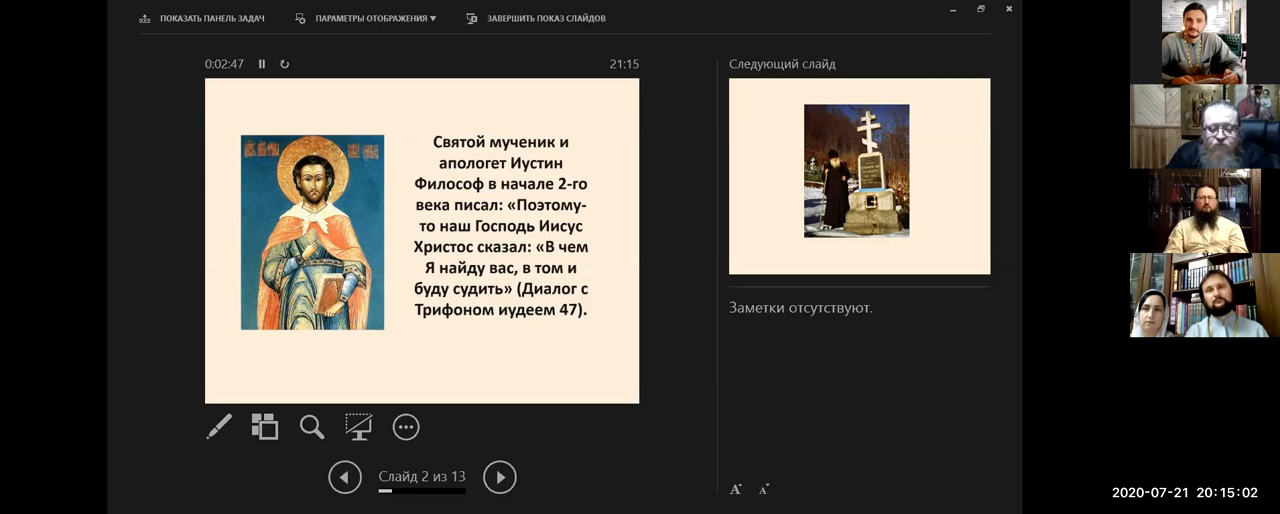 ПОКАЗАТЬ ПАНЕЛЬ ЗАДАЧ
ПАРАМЕТРЫ ОТОБРАЖЕНИЯ
ЗАВЕРШИТЬ ПОКАЗ СЛАЙДОВ
0:02:47
21:15
Святой мученик и
апологет Иустин
Философ в начале 2-го
века писал: «Поэтому-
то наш Господь Иисус
Христос сказал: «В чем
Я найду вас, в том и
буду судить» (Диалог с
Трифоном иудеем 47).
Слайд 2 из 13
Следующий слайд
Заметки отсутствуют.
A A
2020-07-21 20:15:02